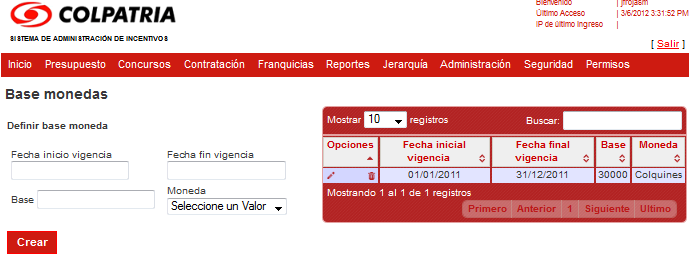 COLPATRIA
SISTEMA DE ADMINISTRACIÓN DE INCENTIVOS
Bienvenido | jfrojasm
Último Acceso | 3/6/2012 3:31:52 PM
IP de último Ingreso |
[ Salir ]
Inicio Presupuesto Concursos Contratación Franquicias Reportes Jerarquía Administración Seguridad Permisos
Base monedas
Definir base moneda
Fecha inicio vigencia Fecha fin vigencia
Base Moneda
Seleccione un Valor
Crear
Mostrar 10 registros Buscar:
Opciones Fecha inicial vigencia Fecha final vigencia Base Moneda
01/01/2011 31/12/2011 30000 Colquines
Mostrando 1 al 1 de 1 registros
Primero Anterior 1 Siguiente Ultimo